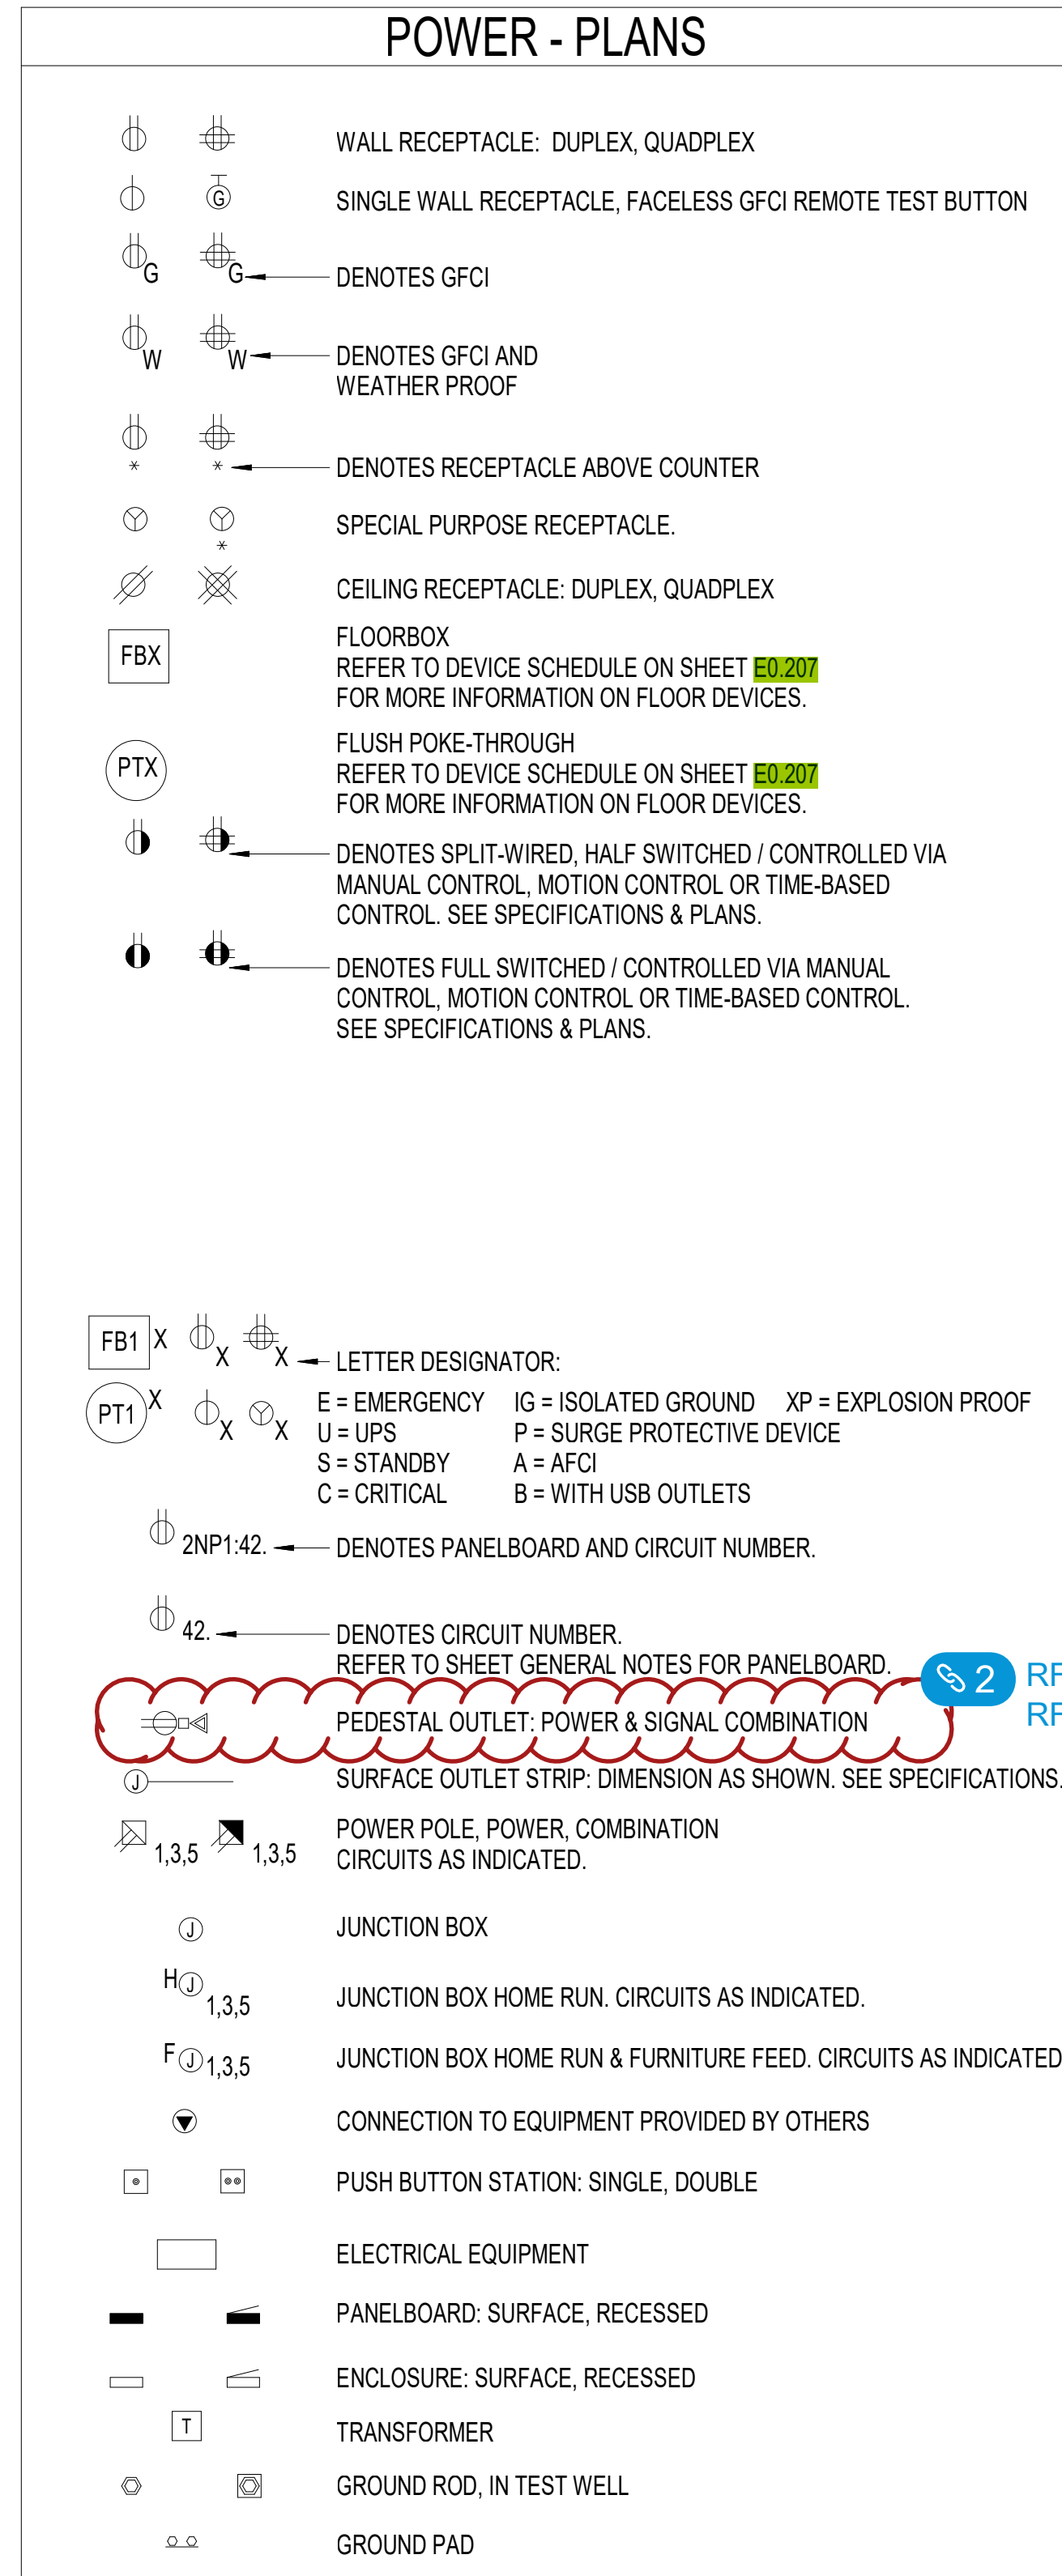 POWER - PLANS
WALL RECEPTACLE: DUPLEX, QUADPLEX
G SINGLE WALL RECEPTACLE, FACELESS GFCI REMOTE TEST BUTTON
G G DENOTES GFCI
W W DENOTES GFCI AND
WEATHER PROOF
* * DENOTES RECEPTACLE ABOVE COUNTER
SPECIAL PURPOSE RECEPTACLE.
*
CEILING RECEPTACLE: DUPLEX, QUADPLEX
FBX FLOORBOX
REFER TO DEVICE SCHEDULE ON SHEET E0.207
FOR MORE INFORMATION ON FLOOR DEVICES.
PTX FLUSH POKE-THROUGH
REFER TO DEVICE SCHEDULE ON SHEET E0.207
FOR MORE INFORMATION ON FLOOR DEVICES.
DENOTES SPLIT-WIRED, HALF SWITCHED / CONTROLLED VIA
MANUAL CONTROL, MOTION CONTROL OR TIME-BASED
CONTROL. SEE SPECIFICATIONS & PLANS.
DENOTES FULL SWITCHED / CONTROLLED VIA MANUAL
CONTROL, MOTION CONTROL OR TIME-BASED CONTROL.
SEE SPECIFICATIONS & PLANS.
FB1 X X X LETTER DESIGNATOR:
PT1 X X X E = EMERGENCY IG = ISOLATED GROUND XP = EXPLOSION PROOF
U = UPS P = SURGE PROTECTIVE DEVICE
S = STANDBY A = AFCI
C = CRITICAL B = WITH USB OUTLETS
2NP1:42. DENOTES PANELBOARD AND CIRCUIT NUMBER.
42. DENOTES CIRCUIT NUMBER.
REFER TO SHEET GENERAL NOTES FOR PANELBOARD.
2 RF
RF
PEDESTAL OUTLET: POWER & SIGNAL COMBINATION
J SURFACE OUTLET STRIP: DIMENSION AS SHOWN. SEE SPECIFICATIONS.
1,3,5 1,3,5 POWER POLE, POWER, COMBINATION
CIRCUITS AS INDICATED.
J JUNCTION BOX
H J 1,3,5 JUNCTION BOX HOME RUN. CIRCUITS AS INDICATED.
F J 1,3,5 JUNCTION BOX HOME RUN & FURNITURE FEED. CIRCUITS AS INDICATED
CONNECTION TO EQUIPMENT PROVIDED BY OTHERS
PUSH BUTTON STATION: SINGLE, DOUBLE
ELECTRICAL EQUIPMENT
PANELBOARD: SURFACE, RECESSED
ENCLOSURE: SURFACE, RECESSED
T TRANSFORMER
GROUND ROD, IN TEST WELL
GROUND PAD